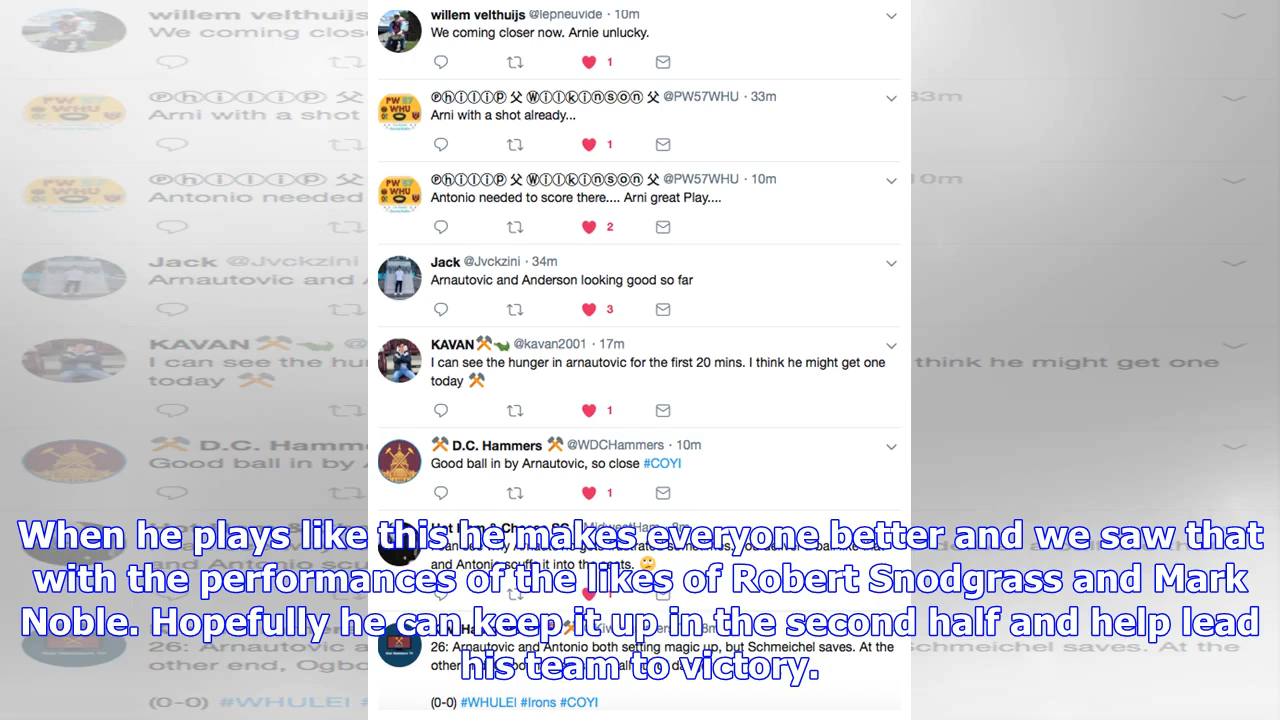 willem velthuijs @lepneuvide · 10m
We coming closer now. Arnie unlucky.
1
Ⓟⓗⓘⓛⓘⓟ ⚒ Ⓦⓘⓛⓚⓘⓝⓢⓞⓝ ⚒ @PW57WHU · 33m
Arni with a shot already...
1
Ⓟⓗⓘⓛⓘⓟ ⚒ Ⓦⓘⓛⓚⓘⓝⓢⓞⓝ ⚒ @PW57WHU · 10m
Antonio needed to score there.... Arni great Play....
2
Jack @Jvckzini · 34m
Arnautovic and Anderson looking good so far
3
KAVAN⚒🦖 @kavan2001 · 17m
I can see the hunger in arnautovic for the first 20 mins. I think he might get one
today ⚒
1
⚒ D.C. Hammers ⚒ @WDCHammers · 10m
Good ball in by Arnautovic, so close #COYI
1
When he plays like this he makes everyone better and we saw that
with the performances of the likes of Robert Snodgrass and Mark
Noble. Hopefully he can keep it up in the second half and help lead
his team to victory.
and Antonio scuffs it into the
26: Arnautovic and Antonio both setting magic up, but Schmeichel saves. At the
other
(0-0) #WHULEI #Irons #COYI